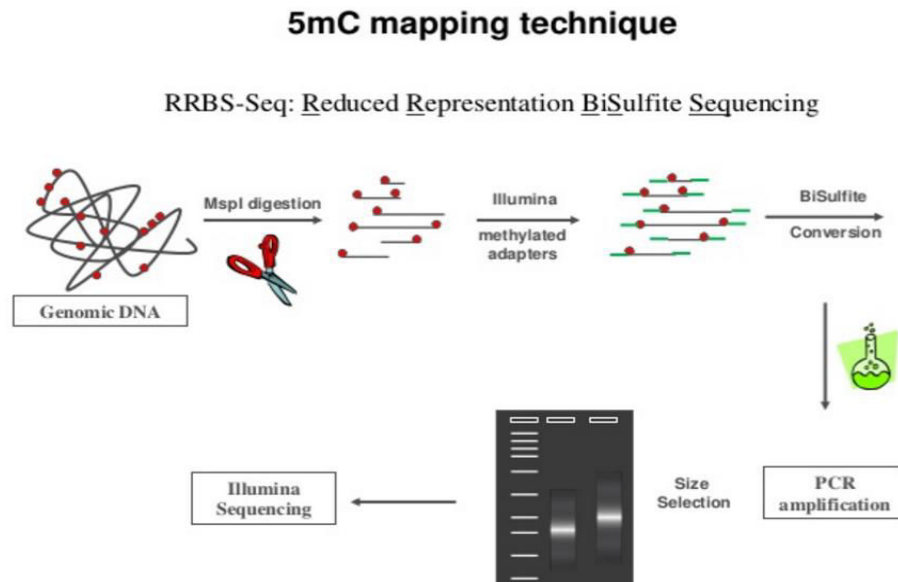 5mC mapping technique
RRBS-Seq: Reduced Representation BiSulfite Sequencing
MspI digestion
Illumina
methylated
adapters
BiSulfite
Conversion
Genomic DNA
PCR
amplification
Size
Selection
Illumina
Sequencing